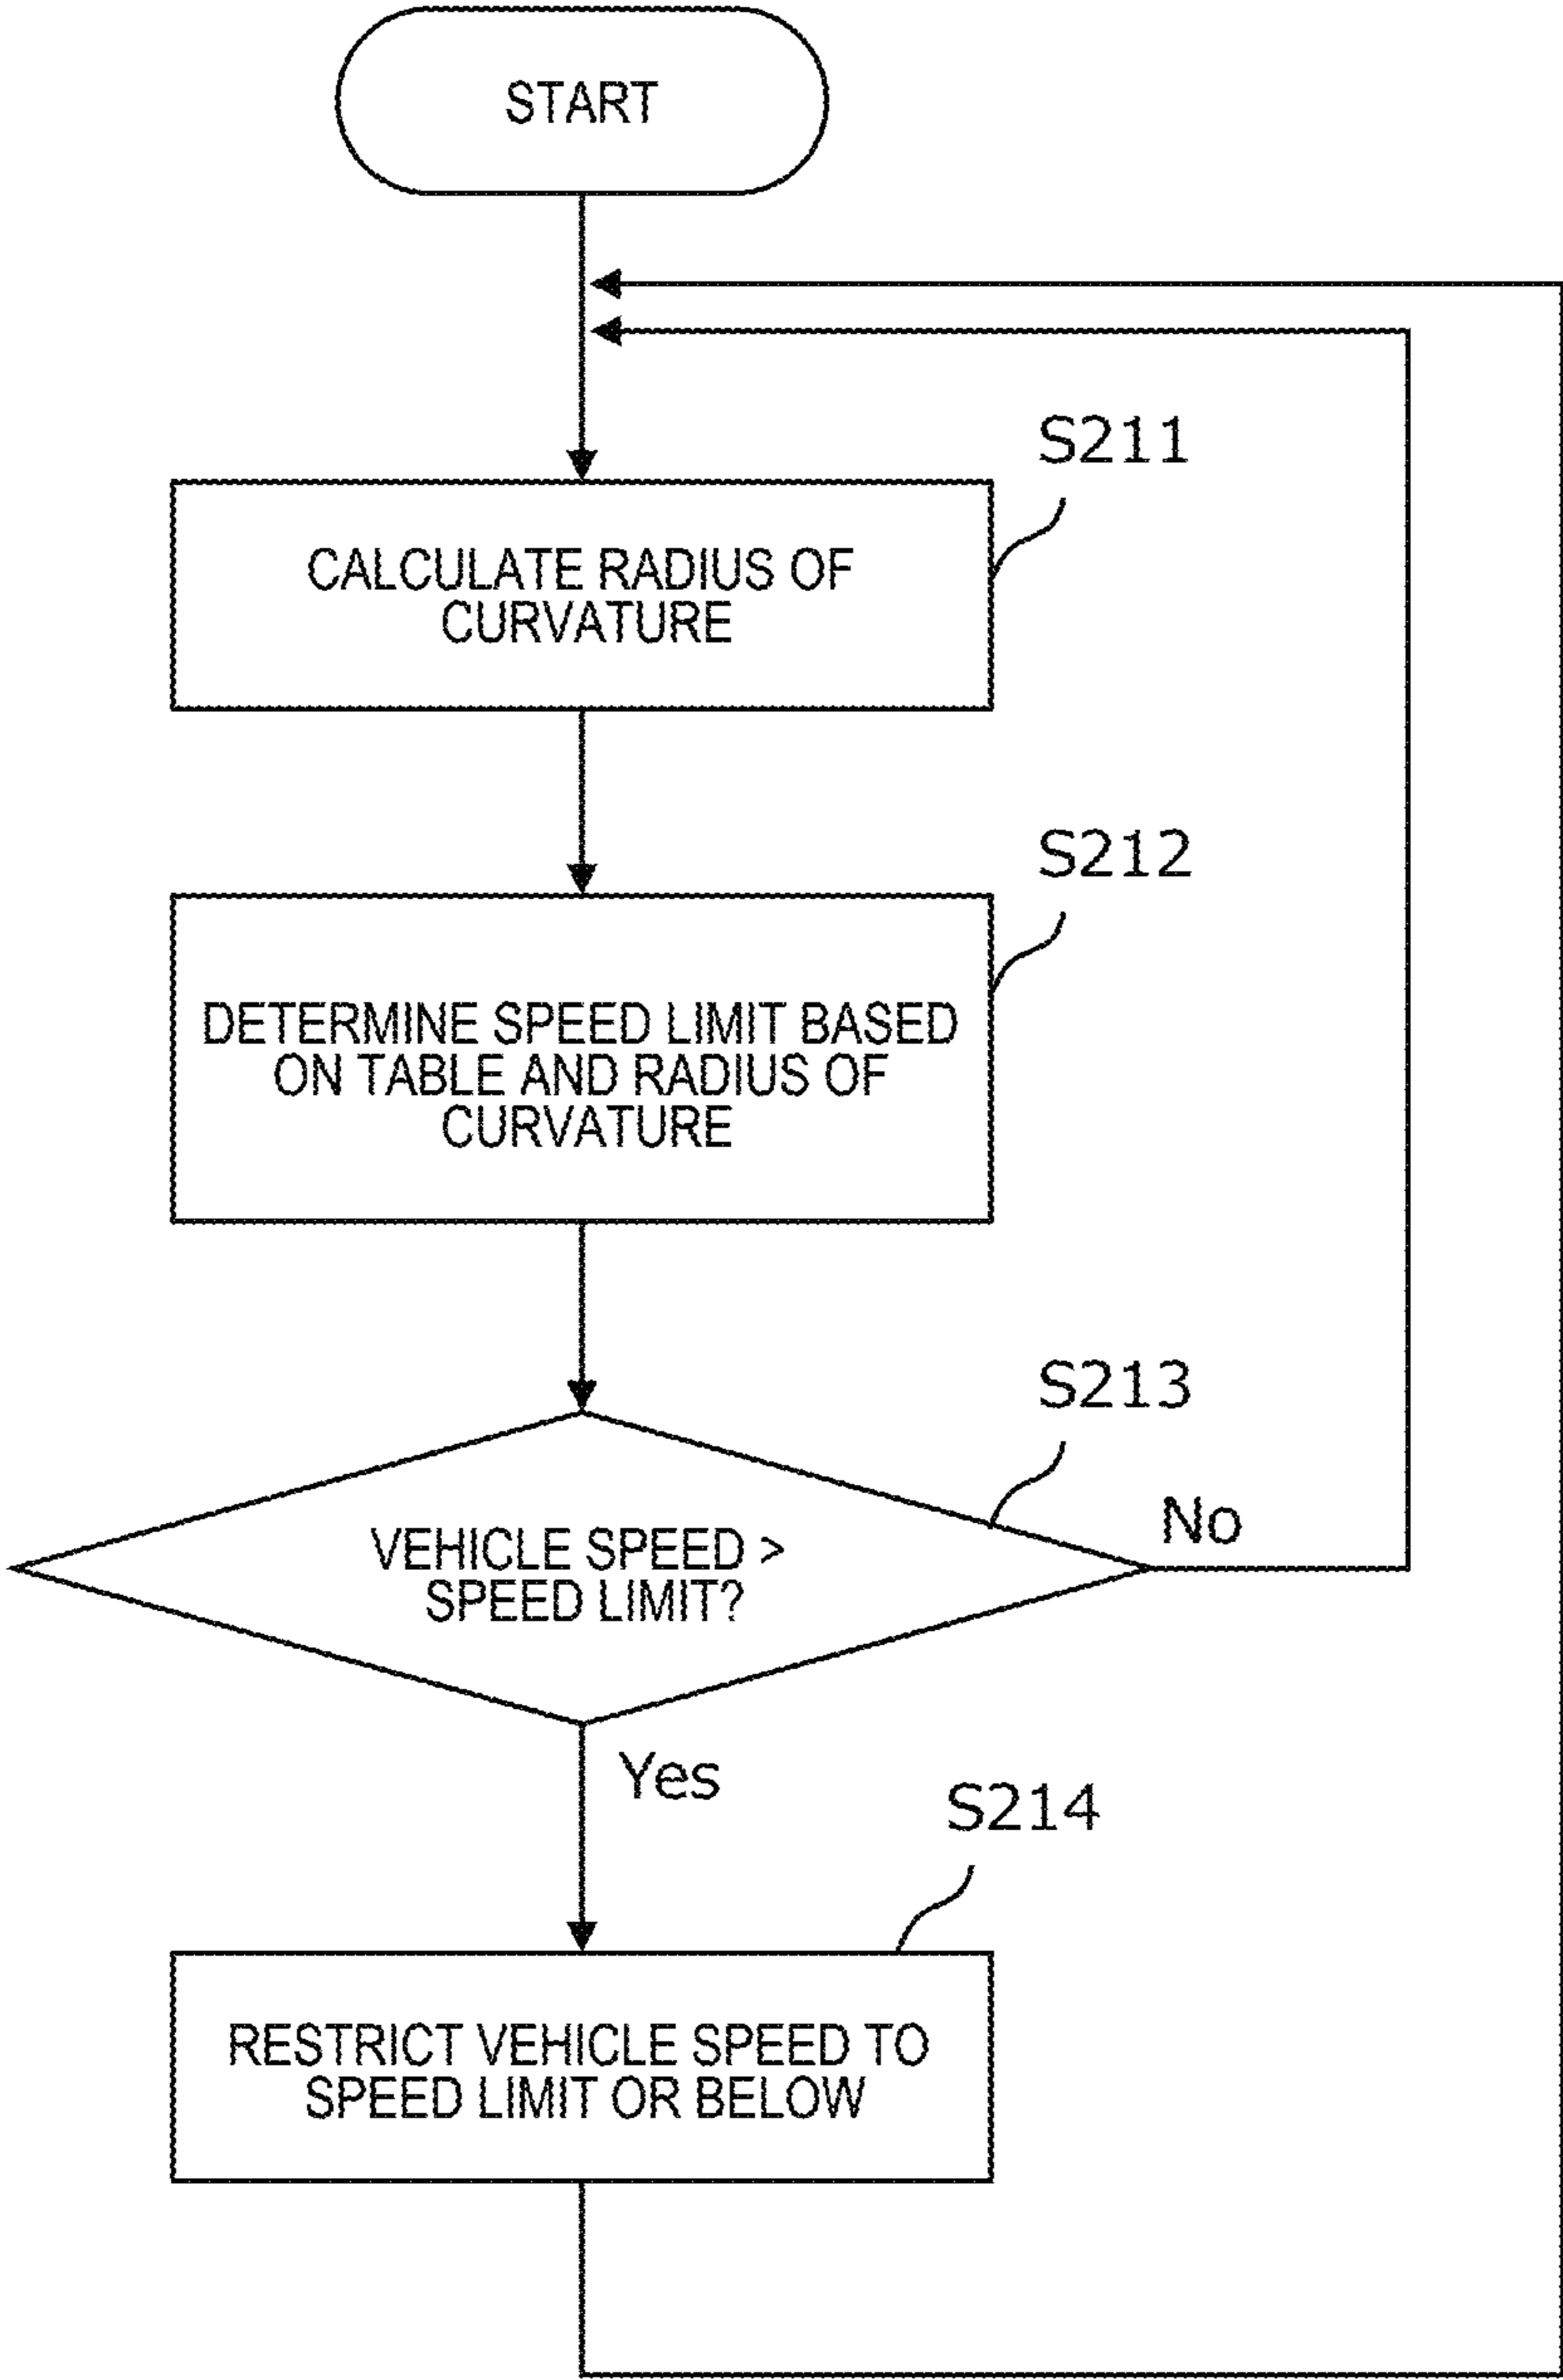 START
S211
CALCULATE RADIUS OF
CURVATURE
S212
DETERMINE SPEED LIMIT BASED
ON TABLE AND RADIUS OF
CURVATURE
S213
No
VEHICLE SPEED >
SPEED LIMIT?
Yes
S214
RESTRICT VEHICLE SPEED TO
SPEED LIMIT OR BELOW